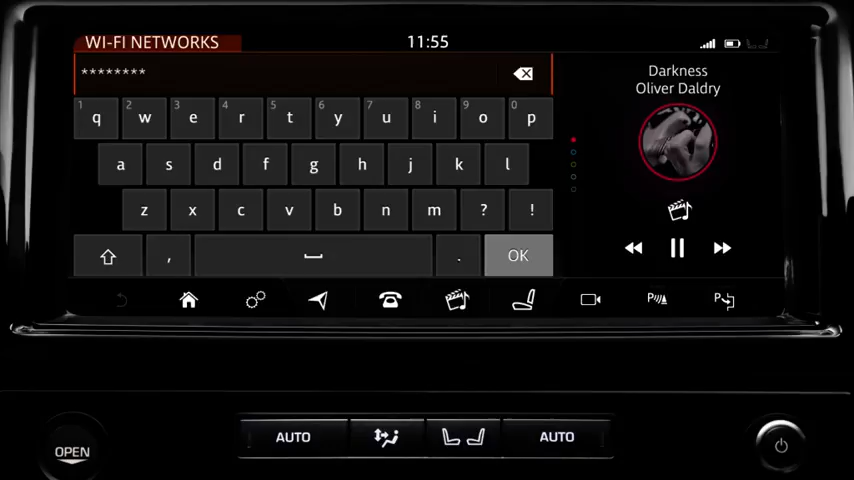 WI-FI NETWORKS
11:55
********
Darkness
Oliver Daldry
1 2 3 4 5 6 7 8 9 0
q w e r t y u i o p
a s d f g h j k l
z x c v b n m ? !
, . OK
P P
OPEN
AUTO AUTO